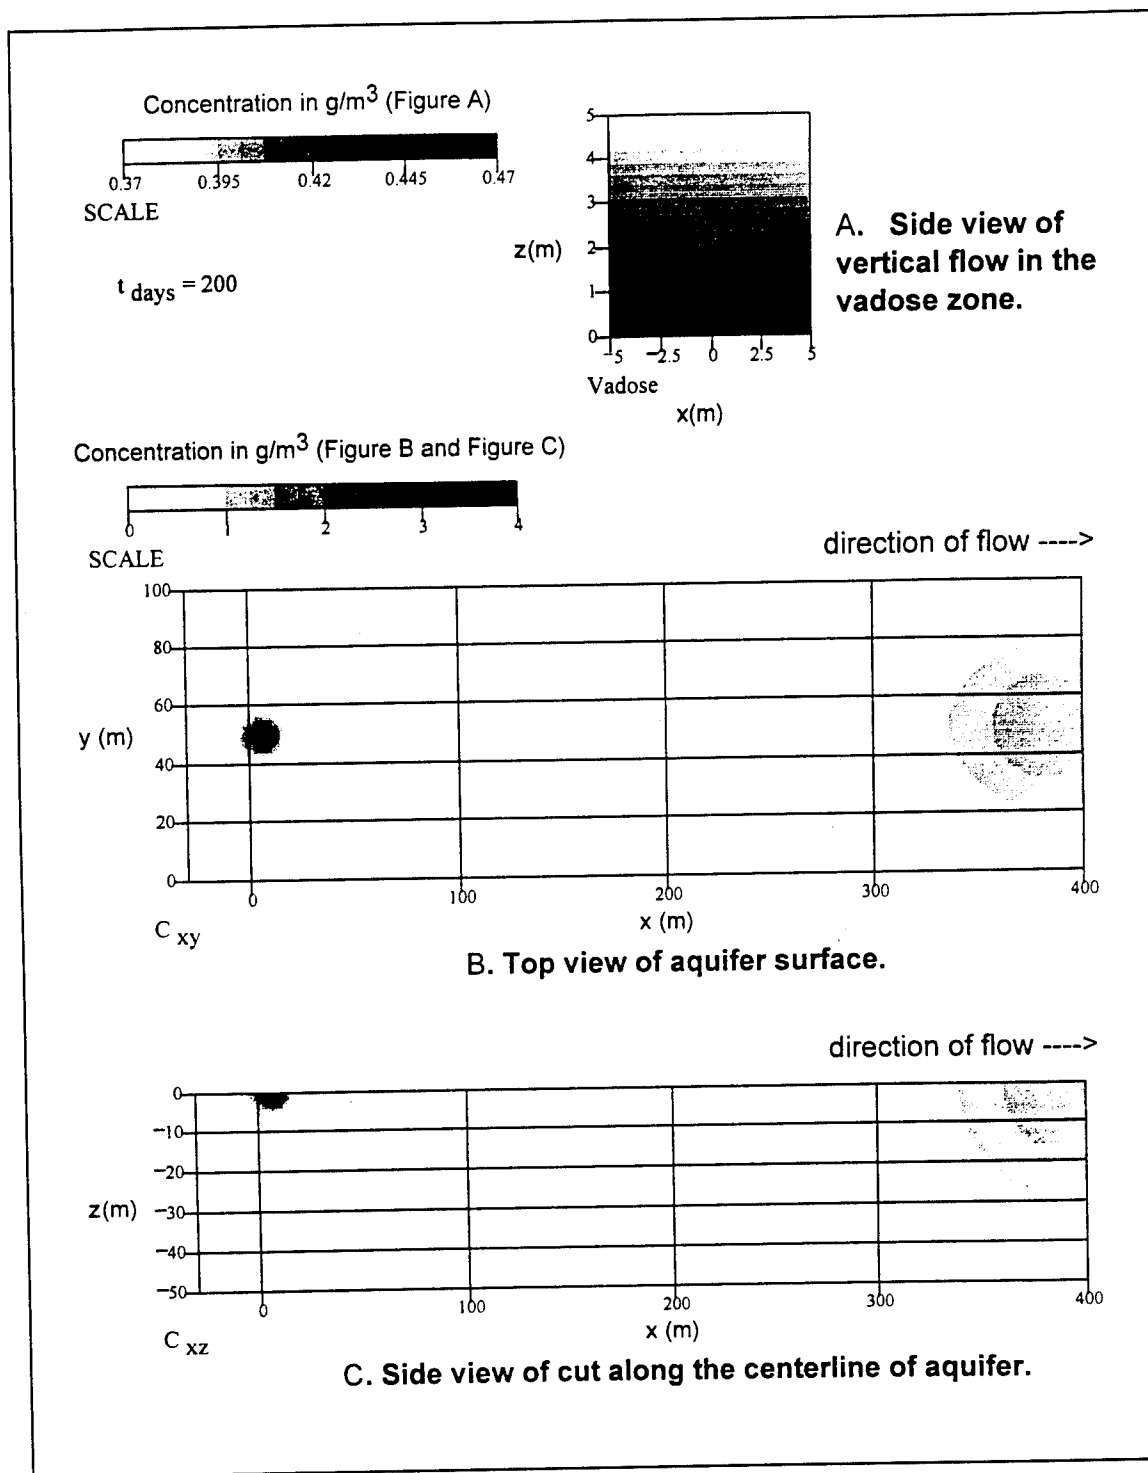 Concentration in g/m3 (Figure A)
0.37 0.395 0.42 0.445 0.47
SCALE
t days = 200
5
4
3
z(m) 2
1
0
−5 −2.5 0 2.5 5
Vadose
x(m)
A. Side view of
vertical flow in the
vadose zone.
Concentration in g/m3 (Figure B and Figure C)
0 1 2 3 4
SCALE
direction of flow ---->
100
80
60
y (m)
40
20
0
0 100 200 300 400
x (m)
C xy
B. Top view of aquifer surface.
direction of flow ---->
0
−10
−20
z(m) −30
−40
−50
0 100 200 300 400
x (m)
C xz
C. Side view of cut along the centerline of aquifer.